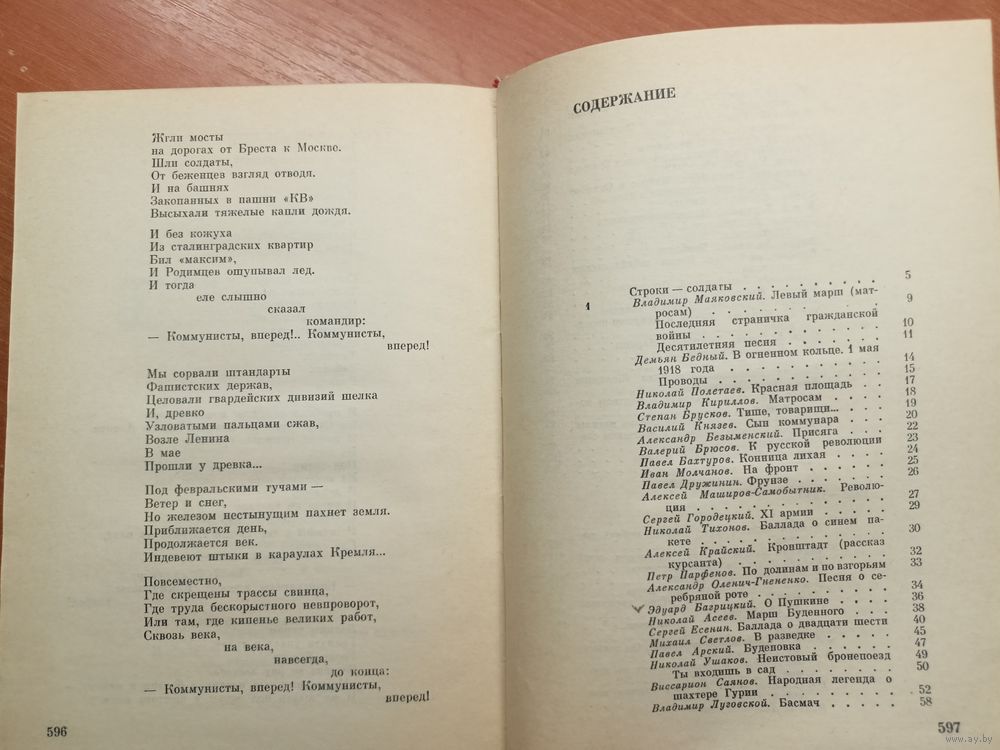 Жгли мосты
на дорогах от Бреста к Москве.
Шли солдаты,
От беженцев взгляд отводя.
И на башнях
Закопанных в пашни «КВ»
Высыхали тяжелые капли дождя.
И без кожуха
Из сталинградских квартир
Бил «максим»,
И Родимцев ощупывал лед.
И тогда
еле слышно
сказал
командир:
— Коммунисты, вперед!.. Коммунисты,
вперед!
Мы сорвали штандарты
Фашистских держав,
Целовали гвардейских дивизий шелка
И, древко
Узловатыми пальцами сжав,
Возле Ленина
В мае
Прошли у древка...
Под февральскими тучами —
Ветер и снег,
Но железом нестынущим пахнет земля.
Приближается день,
Продолжается век.
Индевеют штыки в караулах Кремля...
Повсеместно,
Где скрещены трассы свинца,
Где труда бескорыстного невпроворот,
Или там, где кипенье великих работ,
Сквозь века,
на века,
навсегда,
до конца:
— Коммунисты, вперед! Коммунисты,
вперед!
596
СОДЕРЖАНИЕ
Строки — солдаты . . . . . . . . . . 5
1 Владимир Маяковский. Левый марш (мат-
росам) . . . . . . . . . . 9
Последняя страничка гражданской
войны . . . . . . . . . . 10
Десятилетняя песня . . . . . . . 11
Демьян Бедный. В огненном кольце. 1 мая
1918 года . . . . . . . . . . 14
Проводы . . . . . . . . . . 15
Николай Полетаев. Красная площадь . . 17
Владимир Кириллов. Матросам . . . . 18
Степан Брусков. Тише, товарищи... . . . 19
Василий Князев. Сын коммунара . . . 20
Александр Безыменский. Присяга . . . 22
Валерий Брюсов. К русской революции 23
Павел Бахтуров. Конница лихая . . . . 24
Иван Молчанов. На фронт . . . . . . 25
Павел Дружинин. Фрунзе . . . . . . 26
Алексей Маширов-Самобытник. Револю-
ция . . . . . . . . . . 27
Сергей Городецкий. XI армии . . . . . 29
Николай Тихонов. Баллада о синем па-
кете . . . . . . . . . . 30
Алексей Крайский. Кронштадт (рассказ
курсанта) . . . . . . . . . . 32
Петр Парфенов. По долинам и по взгорьям 33
Александр Оленич-Гнененко. Песня о се-
ребряной роте . . . . . . . 34
Эдуард Багрицкий. О Пушкине . . . . 36
Николай Асеев. Марш Буденного . . . 38
Сергей Есенин. Баллада о двадцати шести 40
Михаил Светлов. В разведке . . . . . 45
Павел Арский. Буденовка . . . . . . 47
Николай Ушаков. Неистовый бронепоезд 49
Ты входишь в сад . . . . . . . 50
Виссарион Саянов. Народная легенда о
шахтере Гурии . . . . . . . 52
Владимир Луговской. Басмач . . . . . 58
597
www.ay.by